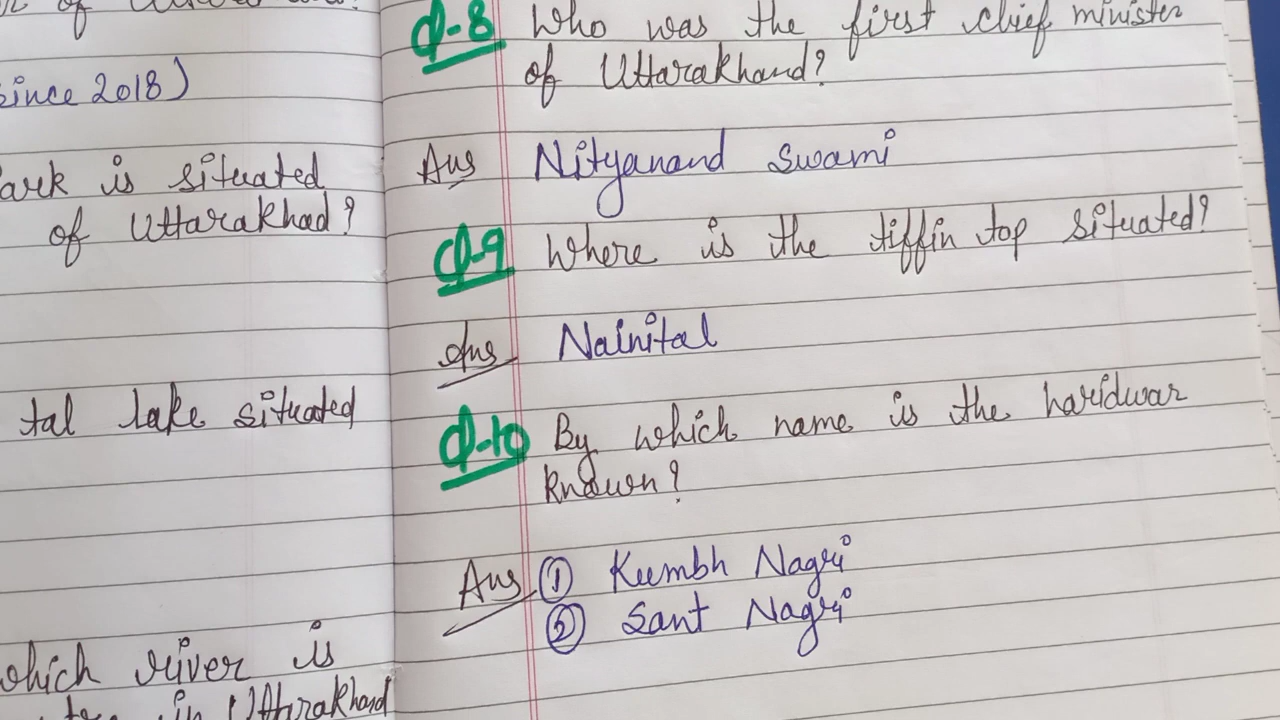 since 2018)
ark is situated
of Uttarakhad?
tal lake situated
which river is
in Uttarakhand
Q-8 Who was the first chief minister
of Uttarakhand?
Ans Nityanand Swami
Q-9 Where is the tiffin top situated?
Ans Nainital
Q-10 By which name is the haridwar
known?
Ans ① Kumbh Nagri
② Sant Nagri